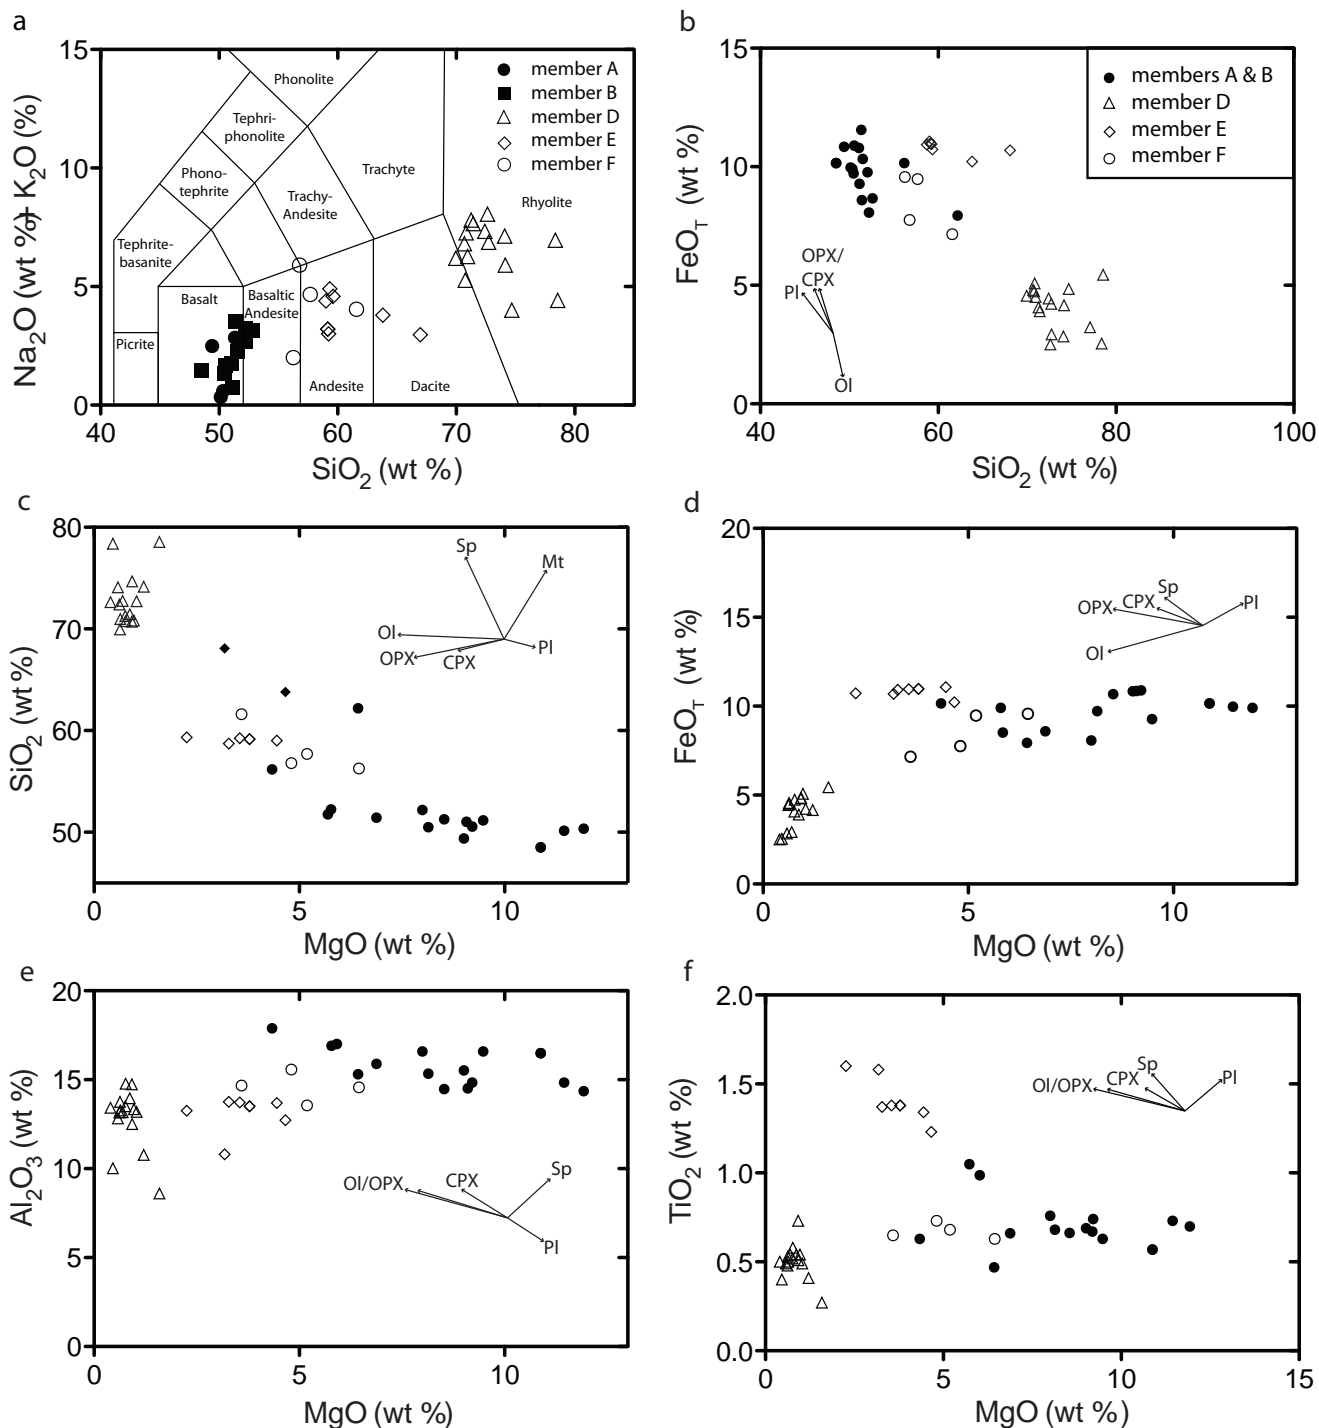 a
15
10
5
0
40
50
60
70
80
Na2O (wt %)+ K2O (%)
SiO2 (wt %)
Phonolite
Tephri-
phonolite
Phono-
tephrite
Tephrite-
basanite
Picrite
Basalt
Basaltic
Andesite
Trachy-
Andesite
Trachyte
Rhyolite
Andesite
Dacite
member A
member B
member D
member E
member F
b
15
10
5
0
40
60
80
100
FeOT (wt %)
SiO2 (wt %)
members A & B
member D
member E
member F
OPX/
CPX
Pl
Ol
c
80
70
60
50
0
5
10
SiO2 (wt %)
MgO (wt %)
Sp
Mt
Ol
OPX
CPX
Pl
d
20
15
10
5
0
0
5
10
FeOT (wt %)
MgO (wt %)
Sp
CPX
OPX
Pl
Ol
e
20
15
10
5
0
0
5
10
Al2O3 (wt %)
MgO (wt %)
Ol/OPX
CPX
Sp
Pl
f
2.0
1.5
1.0
0.5
0.0
0
5
10
15
TiO2 (wt %)
MgO (wt %)
Ol/OPX
CPX
Sp
Pl